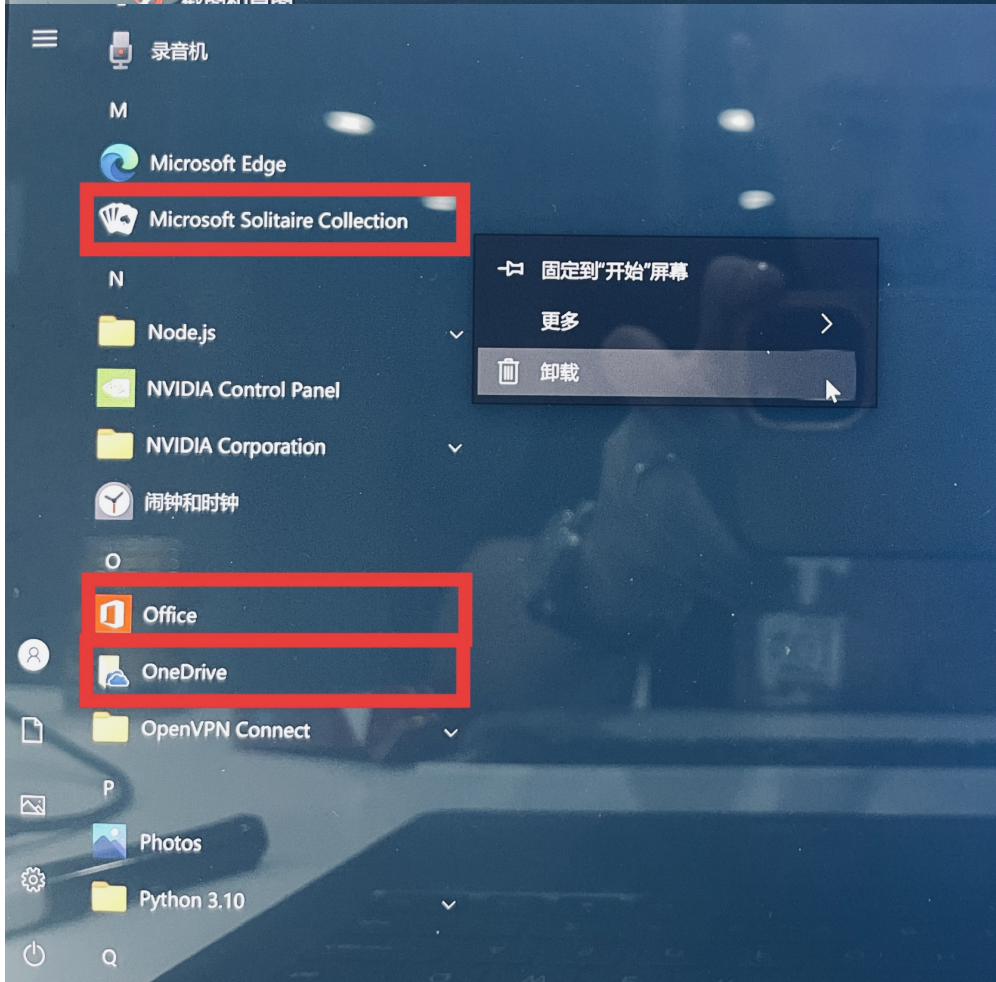 录音机
M
Microsoft Edge
Microsoft Solitaire Collection
固定到"开始"屏幕
更多
卸载
N
Node.js
NVIDIA Control Panel
NVIDIA Corporation
闹钟和时钟
O
Office
OneDrive
OpenVPN Connect
P
Photos
Python 3.10
Q